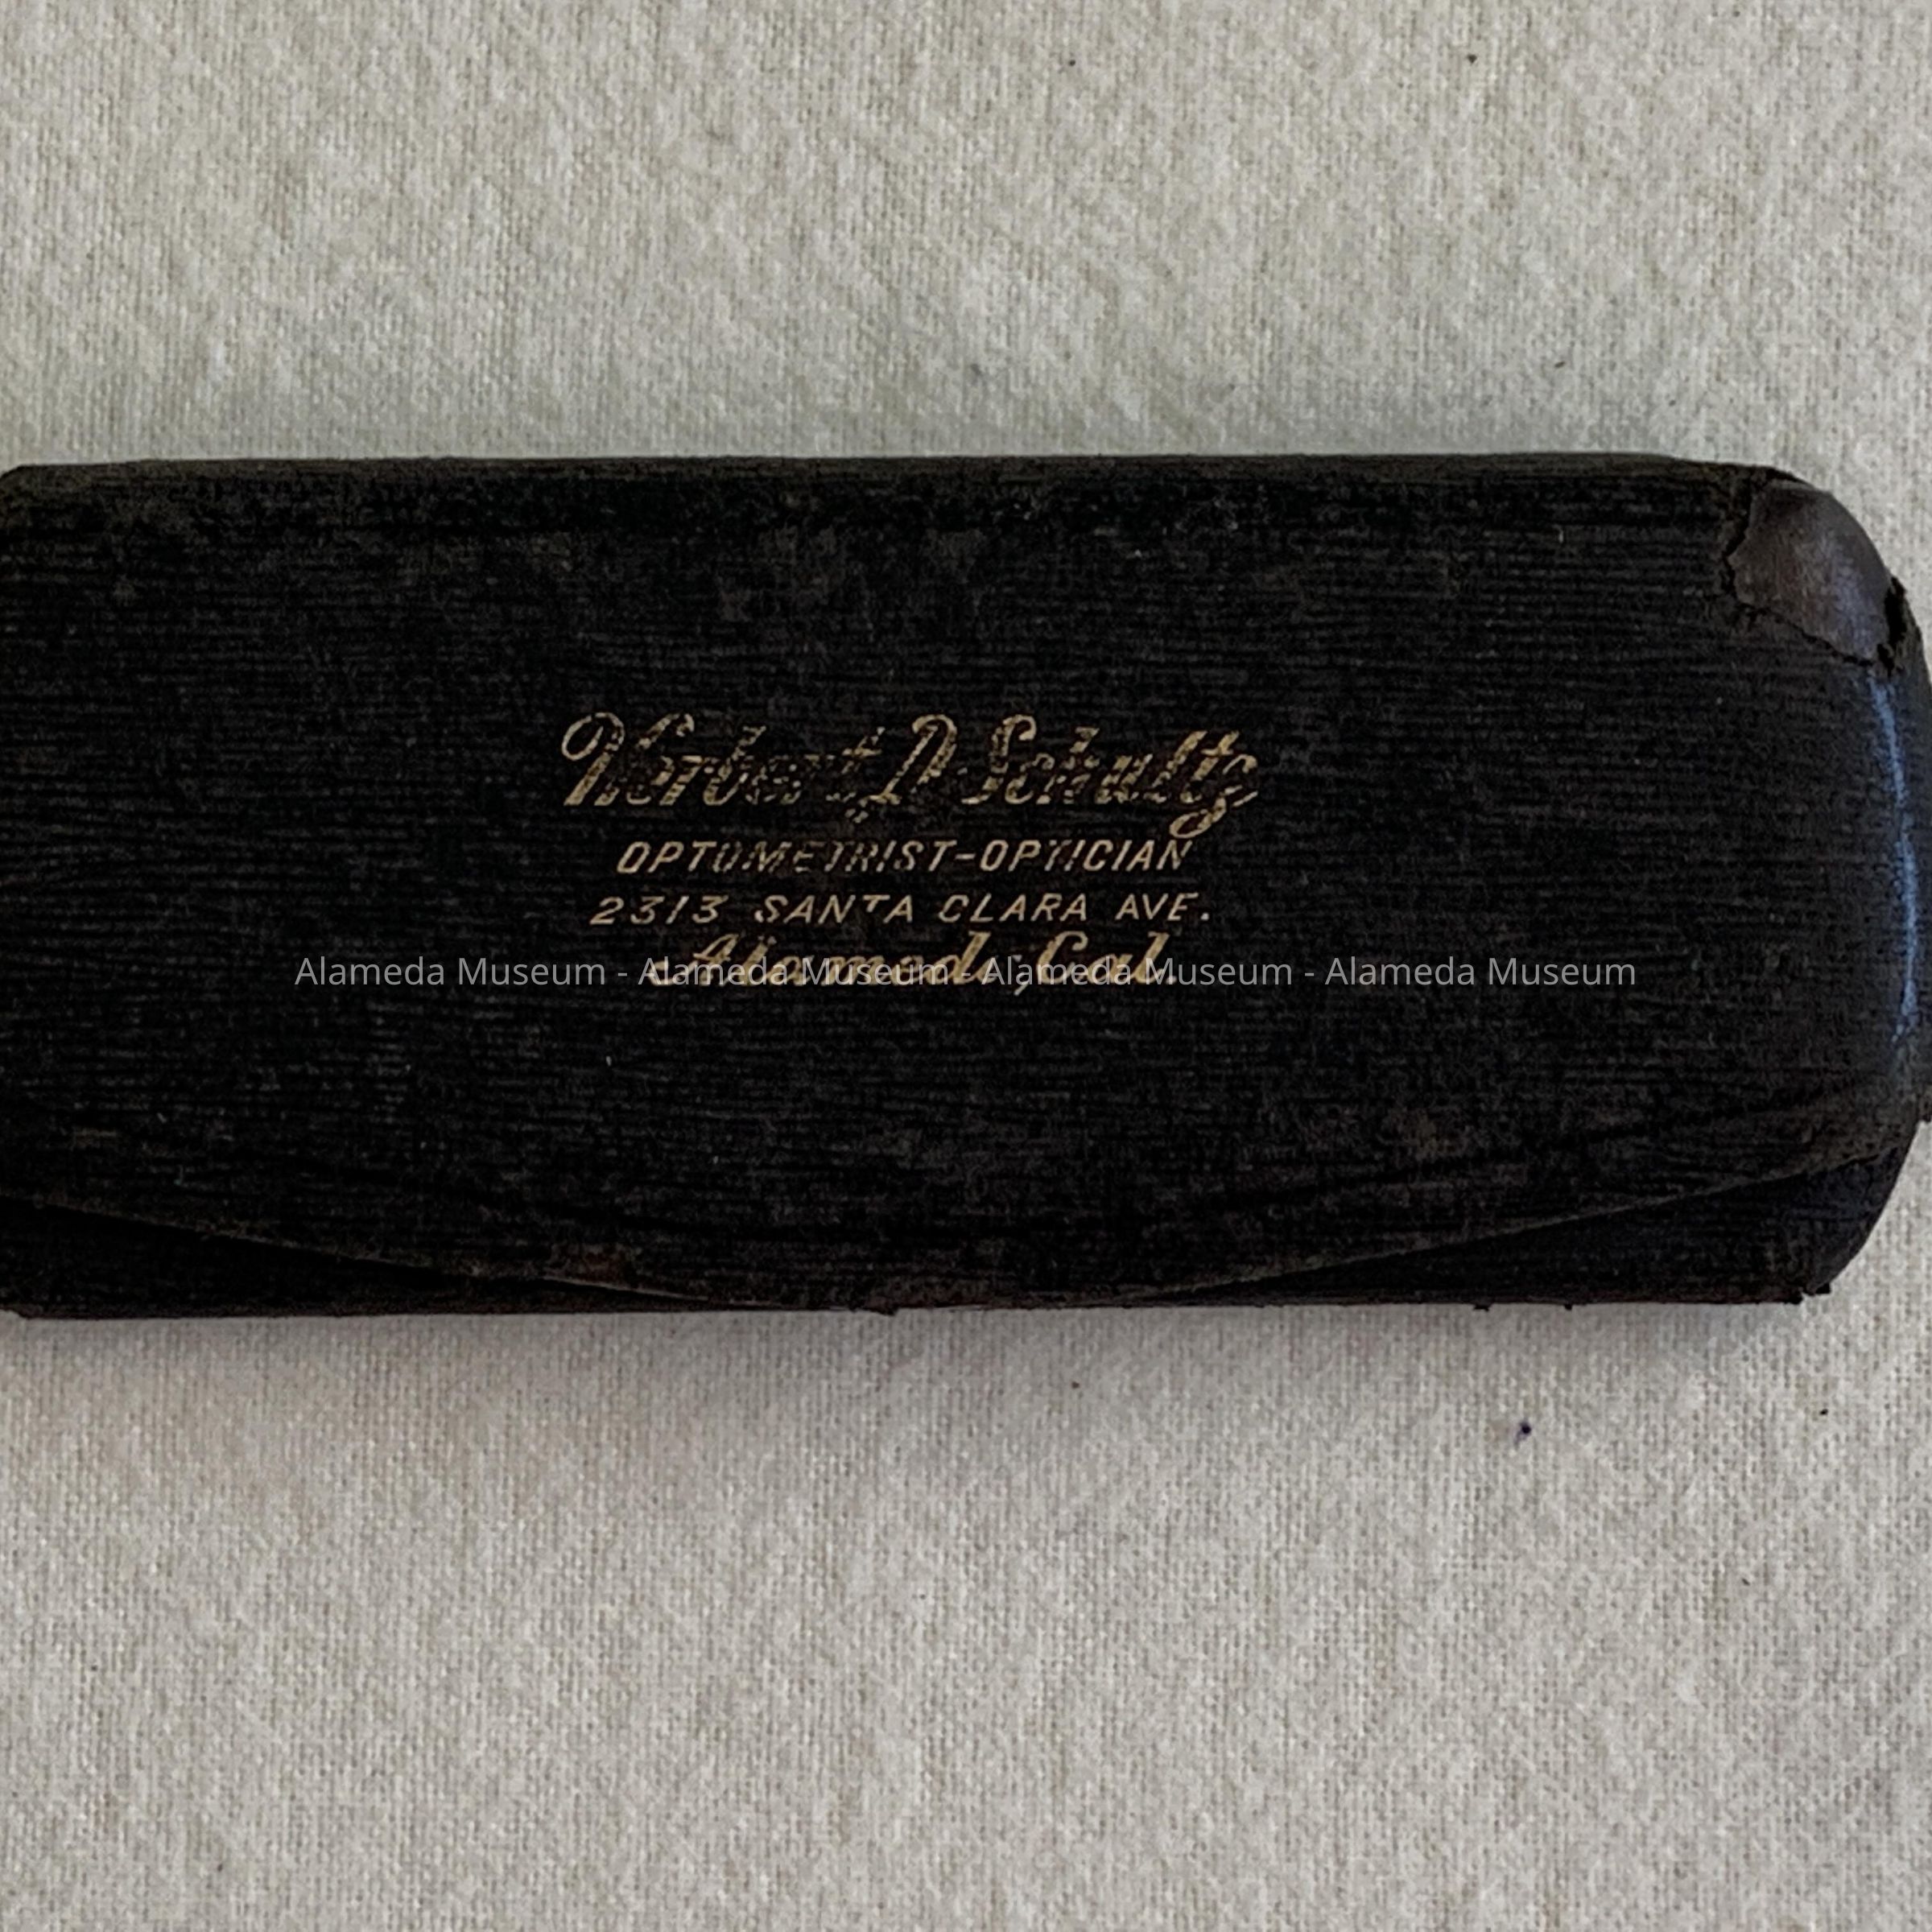 Herbert D. Schultz
OPTOMETRIST-OPTICIAN
2313 SANTA CLARA AVE.
Alameda, Cal.
Alameda Museum - Alameda Museum - Alameda Museum - Alameda Museum